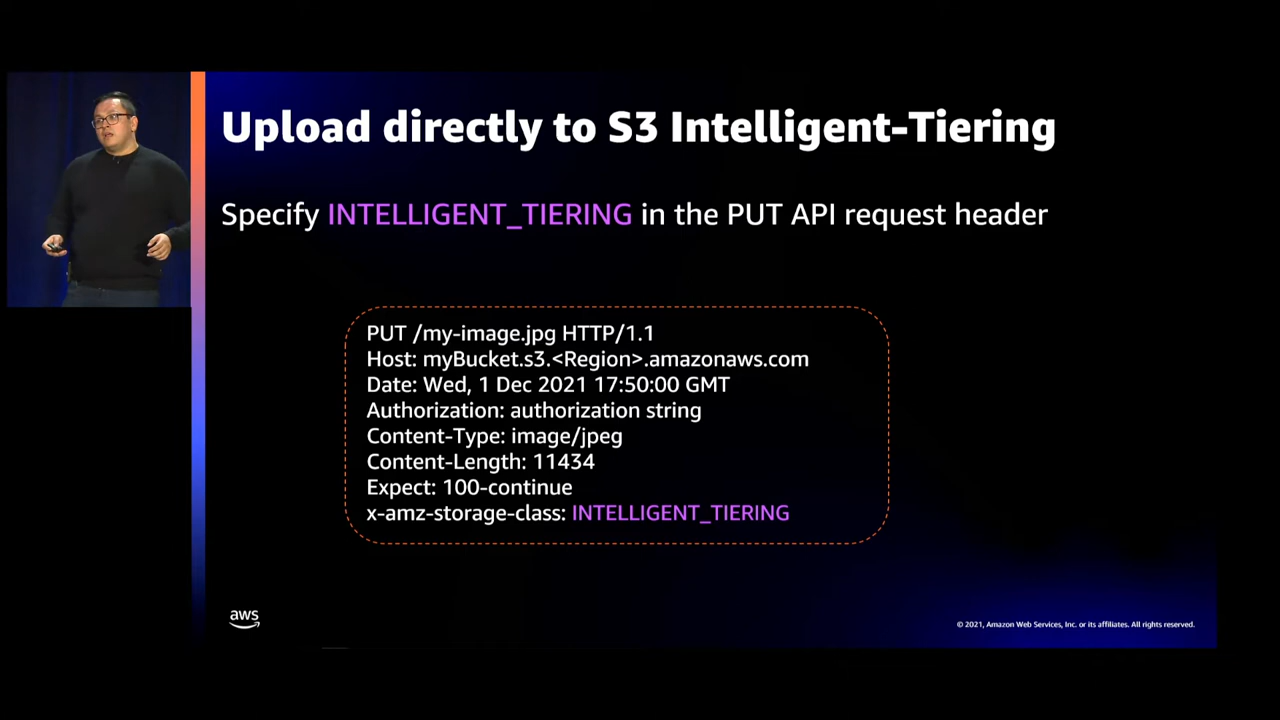 Upload directly to S3 Intelligent-Tiering
Specify INTELLIGENT_TIERING in the PUT API request header
PUT /my-image.jpg HTTP/1.1
Host: myBucket.s3.<Region>.amazonaws.com
Date: Wed, 1 Dec 2021 17:50:00 GMT
Authorization: authorization string
Content-Type: image/jpeg
Content-Length: 11434
Expect: 100-continue
x-amz-storage-class: INTELLIGENT_TIERING
aws
© 2021, Amazon Web Services, Inc. or its affiliates. All rights reserved.